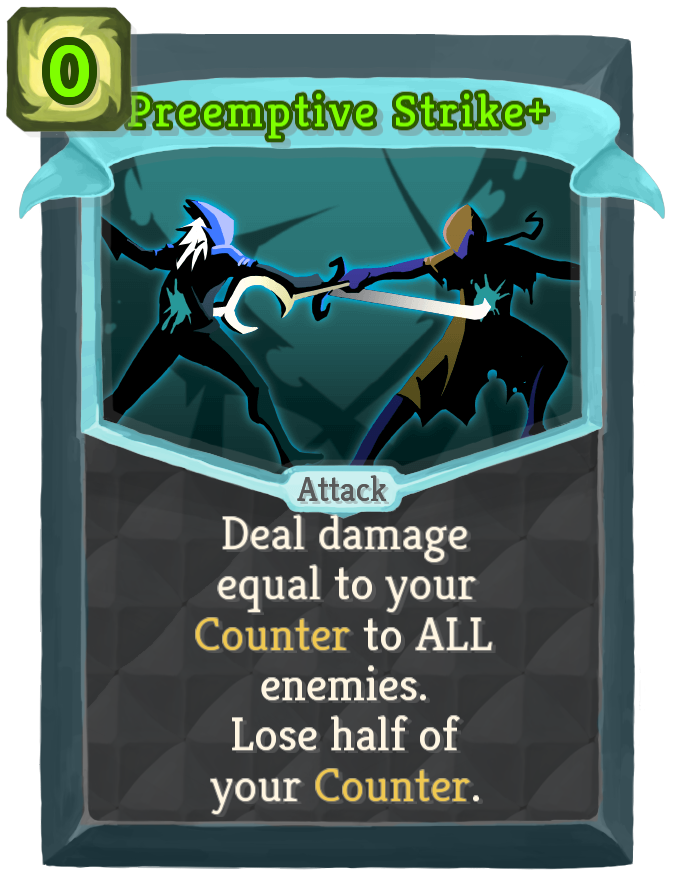 0
Preemptive Strike+
Attack
Deal damage
equal to your
Counter to ALL
enemies.
Lose half of
your Counter.